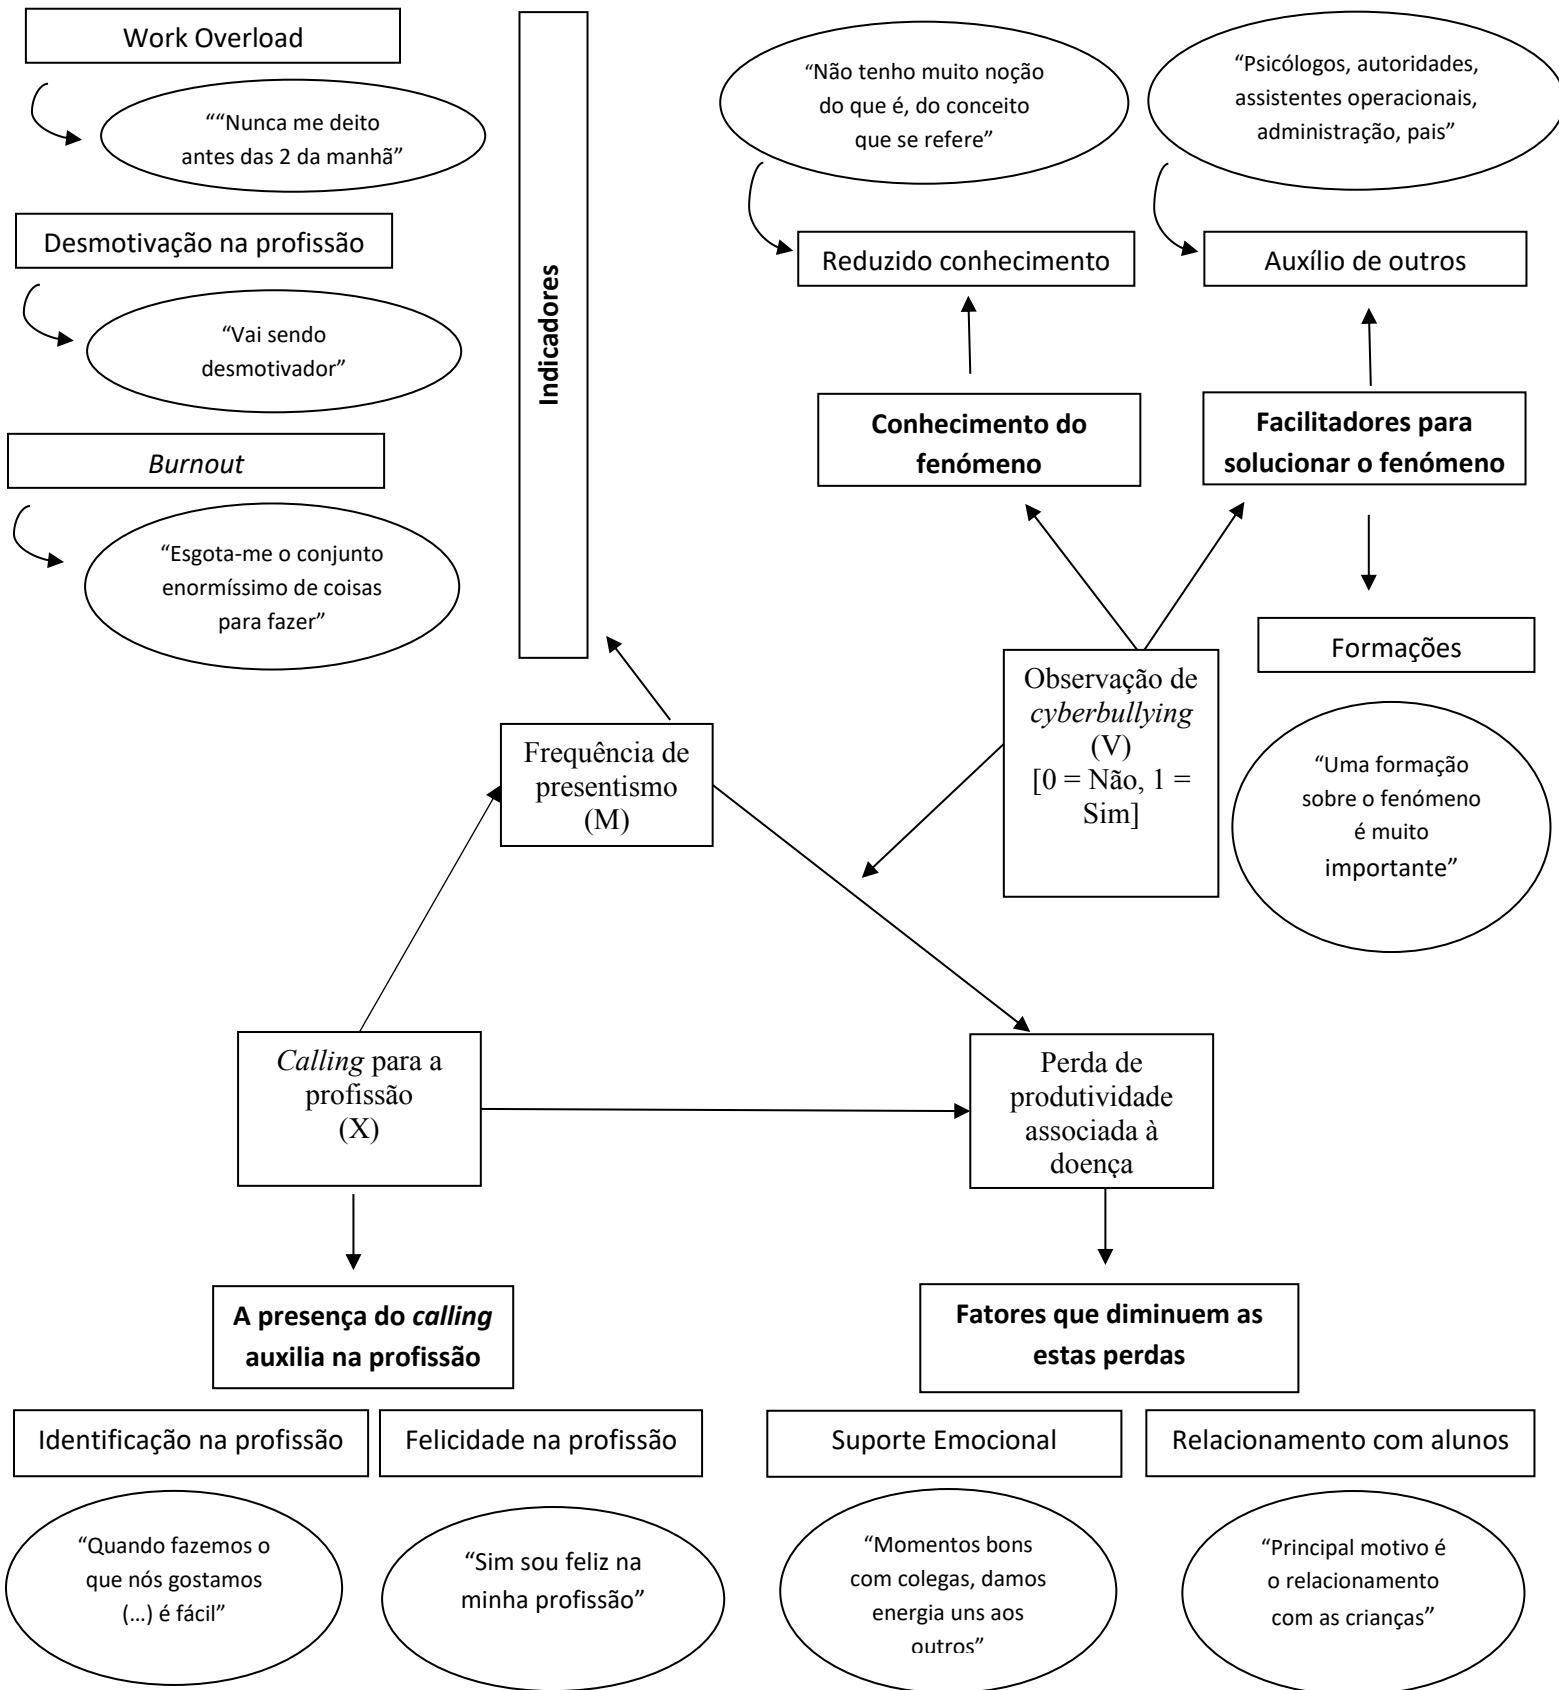 Work Overload
““Nunca me deito
antes das 2 da manhã”
Desmotivação na profissão
“Vai sendo
desmotivador”
Burnout
“Esgota-me o conjunto
enormíssimo de coisas
para fazer”
Indicadores
“Não tenho muito noção
do que é, do conceito
que se refere”
“Psicólogos, autoridades,
assistentes operacionais,
administração, pais”
Reduzido conhecimento
Auxílio de outros
Conhecimento do
fenómeno
Facilitadores para
solucionar o fenómeno
Formações
“Uma formação
sobre o fenómeno
é muito
importante”
Observação de
cyberbullying
(V)
[0 = Não, 1 =
Sim]
Frequência de
presentismo
(M)
Calling para a
profissão
(X)
Perda de
produtividade
associada à
doença
A presença do calling
auxilia na profissão
Fatores que diminuem as
estas perdas
Identificação na profissão
Felicidade na profissão
Suporte Emocional
Relacionamento com alunos
“Quando fazemos o
que nós gostamos
(...) é fácil”
“Sim sou feliz na
minha profissão”
“Momentos bons
com colegas, damos
energia uns aos
outros”
“Principal motivo é
o relacionamento
com as crianças”